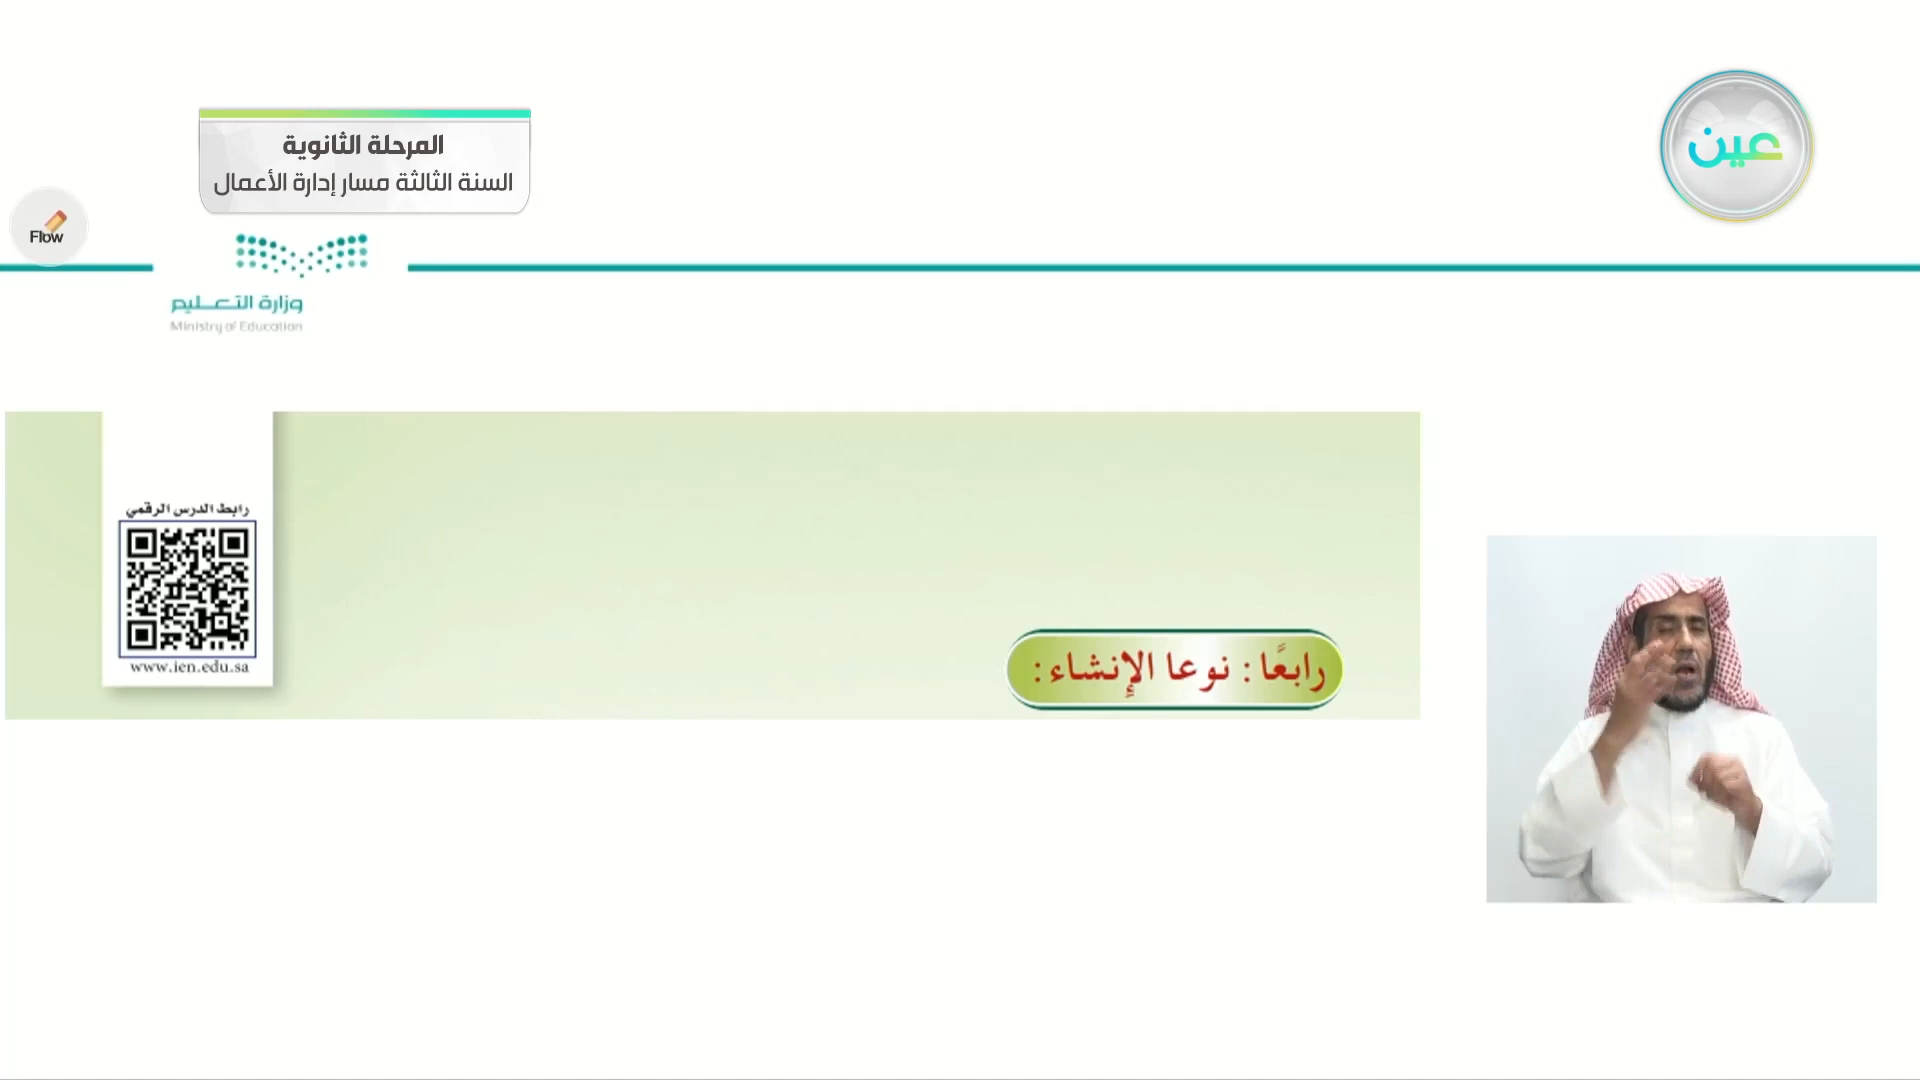 المرحلة الثانوية
السنة الثالثة مسار إدارة الأعمال
عين
Flow
وزارة التعليم
Ministry of Education
رابط الدرس الرقمي
www.ien.edu.sa
رابعًا : نوعا الإنشاء :